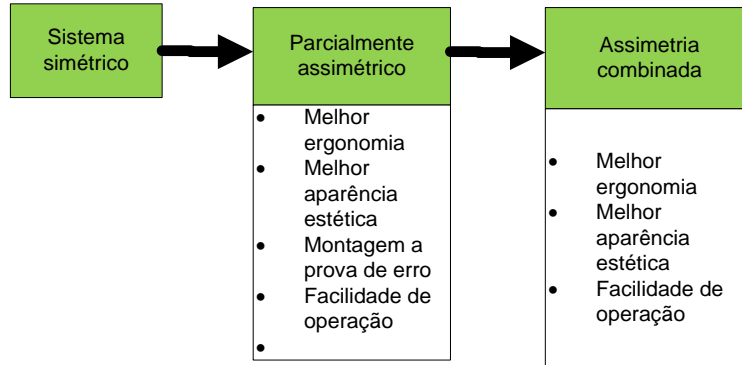 Sistema
simétrico
Parcialmente
assimétrico
• Melhor
ergonomia
• Melhor
aparência
estética
• Montagem a
prova de erro
• Facilidade de
operação
•
Assimetria
combinada
• Melhor
ergonomia
• Melhor
aparência
estética
• Facilidade de
operação